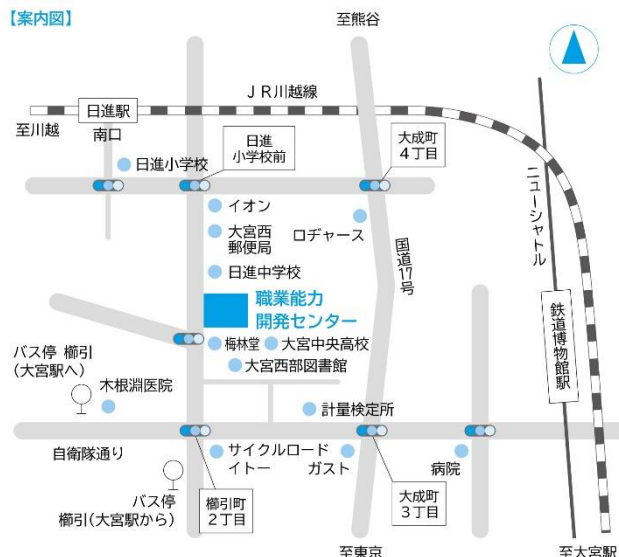 【案内図】
至熊谷
JR川越線
日進駅
至川越
南口
日進
小学校前
大成町
4丁目
日進小学校
イオン
大宮西
郵便局
ロヂャース
日進中学校
国道17号
ニューシャトル
鉄道博物館駅
職業能力
開発センター
梅林堂
大宮中央高校
大宮西部図書館
バス停 櫛引
(大宮駅へ)
木根淵医院
計量検定所
自衛隊通り
サイクルロード
イトー
ガスト
病院
バス停
櫛引(大宮駅から)
櫛引町
2丁目
大成町
3丁目
至東京
至大宮駅